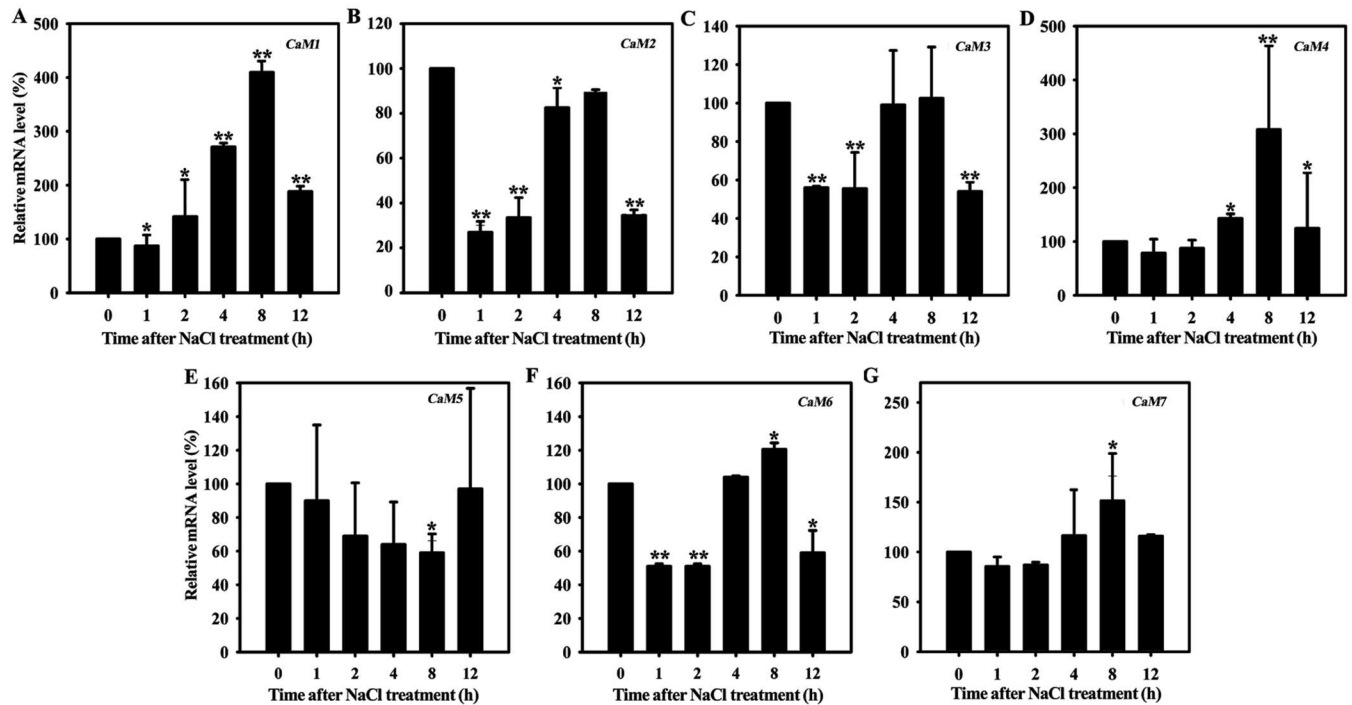 A
CaM1
Relative mRNA level (%)
500
400
300
200
100
0
*
*
**
**
**
0 1 2 4 8 12
Time after NaCl treatment (h)
B
CaM2
120
100
80
60
40
20
0
**
**
*
**
0 1 2 4 8 12
Time after NaCl treatment (h)
C
CaM3
140
120
100
80
60
40
20
0
**
**
**
0 1 2 4 8 12
Time after NaCl treatment (h)
D
CaM4
500
400
300
200
100
0
*
**
*
0 1 2 4 8 12
Time after NaCl treatment (h)
E
CaM5
Relative mRNA level (%)
160
140
120
100
80
60
40
20
0
*
0 1 2 4 8 12
Time after NaCl treatment (h)
F
CaM6
160
140
120
100
80
60
40
20
0
**
**
*
*
0 1 2 4 8 12
Time after NaCl treatment (h)
G
CaM7
250
200
150
100
50
0
*
0 1 2 4 8 12
Time after NaCl treatment (h)